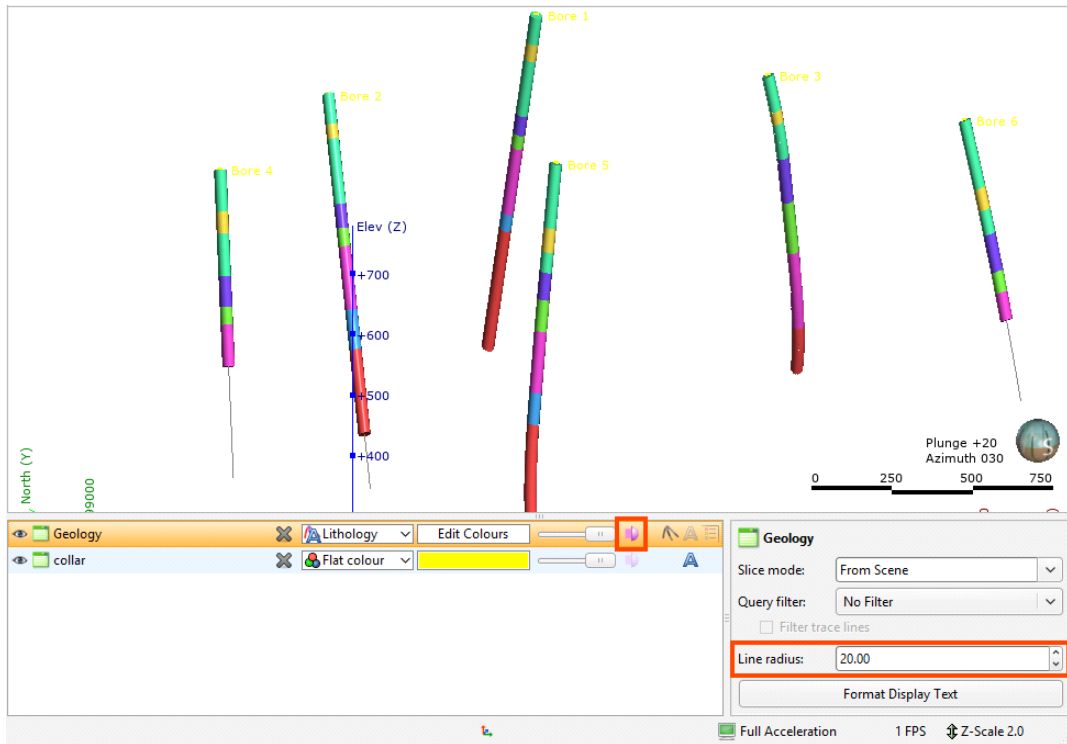 Bore 1
Bore 3
Bore 2
Bore 6
Bore 5
Bore 4
Elev (Z)
+700
+600
+500
+400
Plunge +20
Azimuth 030
S
0 250 500 750
North (Y)
99000
Geology Lithology Edit Colours
collar Flat colour
Geology
Slice mode: From Scene
Query filter: No Filter
Filter trace lines
Line radius: 20.00
Format Display Text
Full Acceleration 1 FPS Z-Scale 2.0